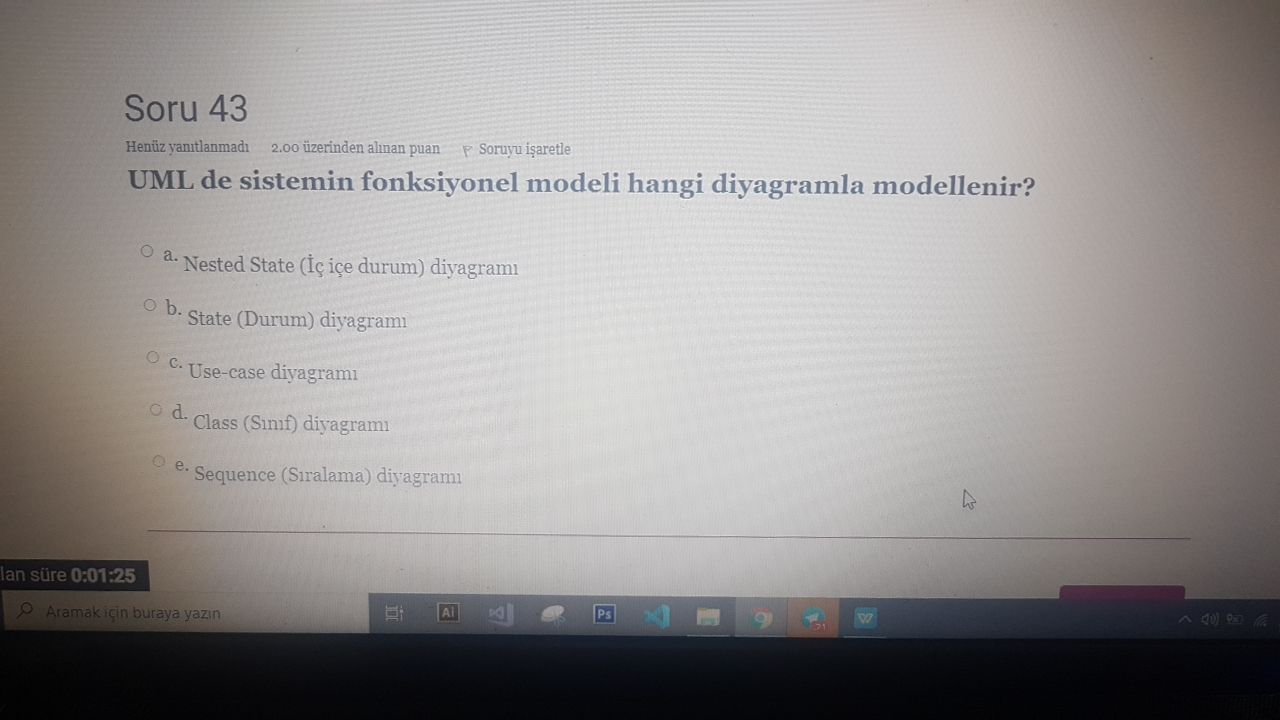 Soru 43
Henüz yanıtlanmadı 2.00 üzerinden alınan puan Soruyu işaretle
UML de sistemin fonksiyonel modeli hangi diyagramla modellenir?
a. Nested State (İç içe durum) diyagramı
b. State (Durum) diyagramı
c. Use-case diyagramı
d. Class (Sınıf) diyagramı
e. Sequence (Sıralama) diyagramı
lan süre 0:01:25
Aramak için buraya yazın
Ai
Ps
W